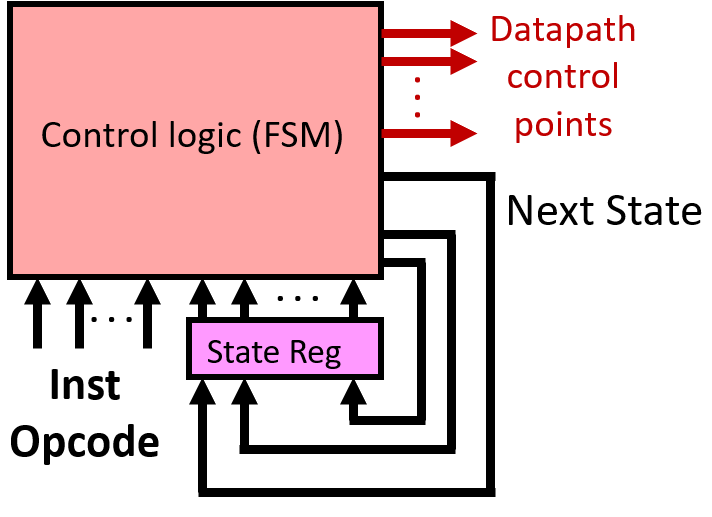 Datapath
control
points
Control logic (FSM)
Next State
. . .
. . .
. . .
State Reg
Inst
Opcode